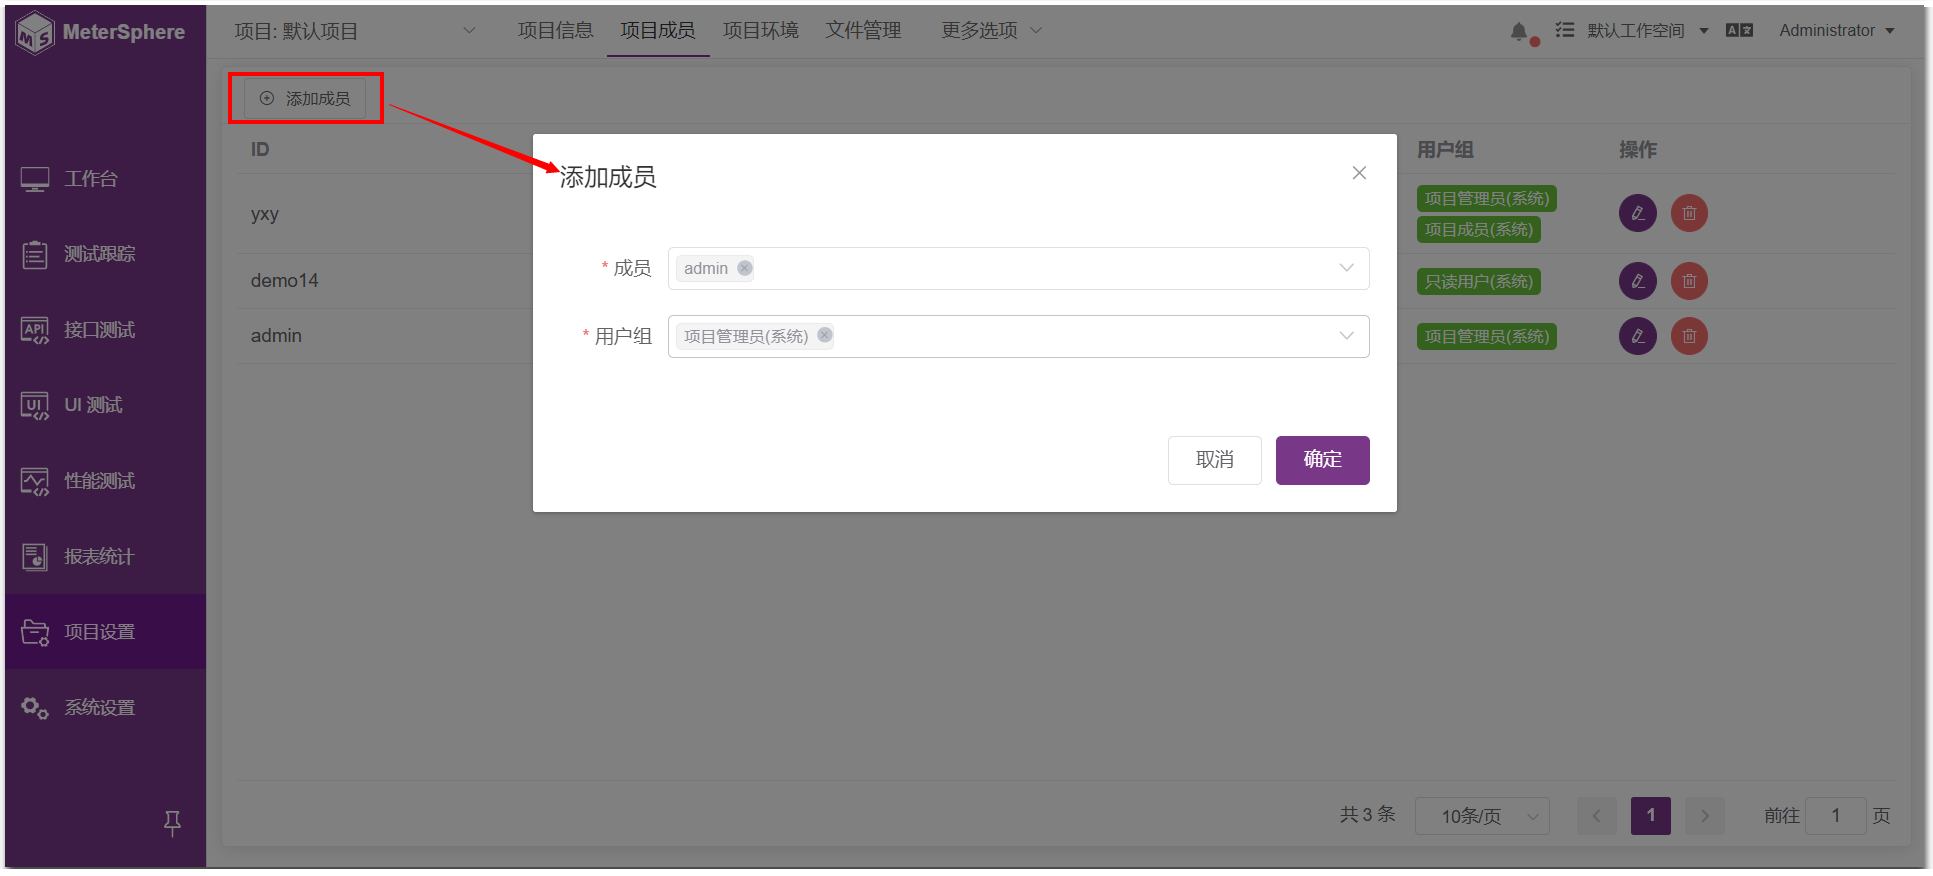 MeterSphere
项目: 默认项目
项目信息
项目成员
项目环境
文件管理
更多选项
默认工作空间
Administrator
工作台
测试跟踪
API 接口测试
UI UI 测试
性能测试
报表统计
项目设置
系统设置
添加成员
ID
用户组
操作
yxy
项目管理员(系统)
项目成员(系统)
demo14
只读用户(系统)
admin
项目管理员(系统)
添加成员
* 成员
admin
* 用户组
项目管理员(系统)
取消
确定
共 3 条
10条/页
1
前往 1 页